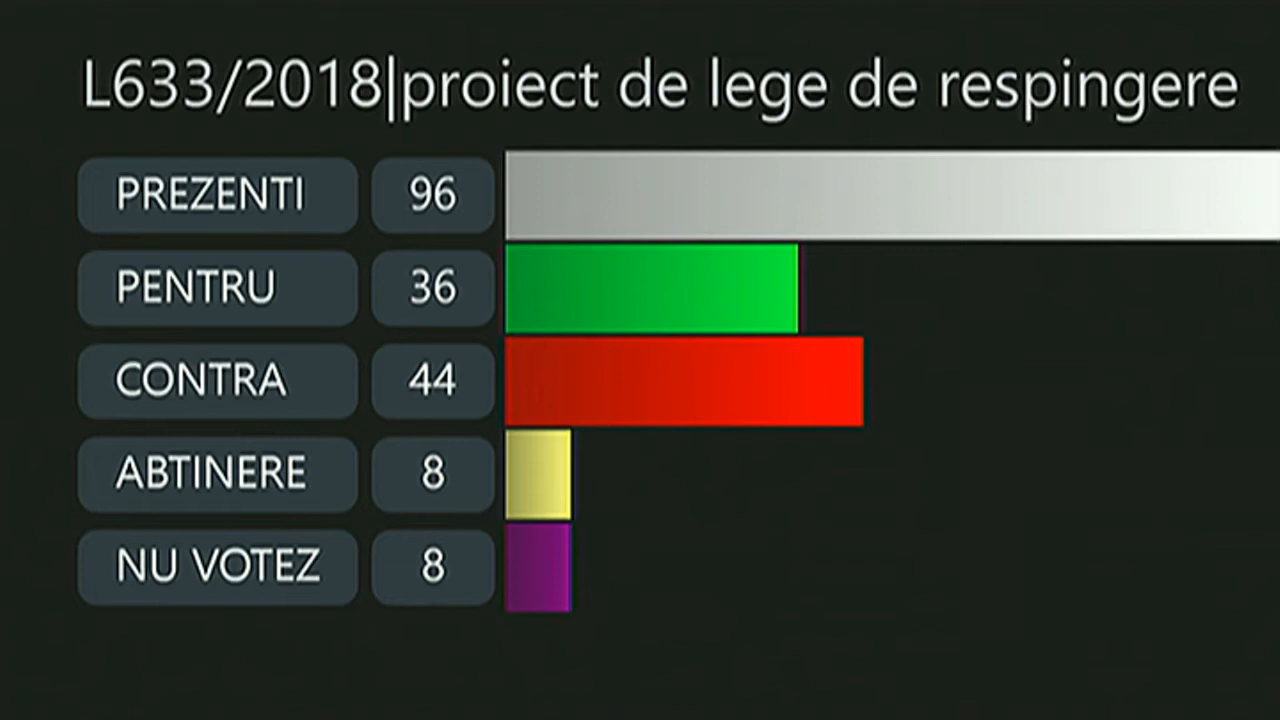 L633/2018|proiect de lege de respingere
PREZENTI 96
PENTRU 36
CONTRA 44
ABTINERE 8
NU VOTEZ 8